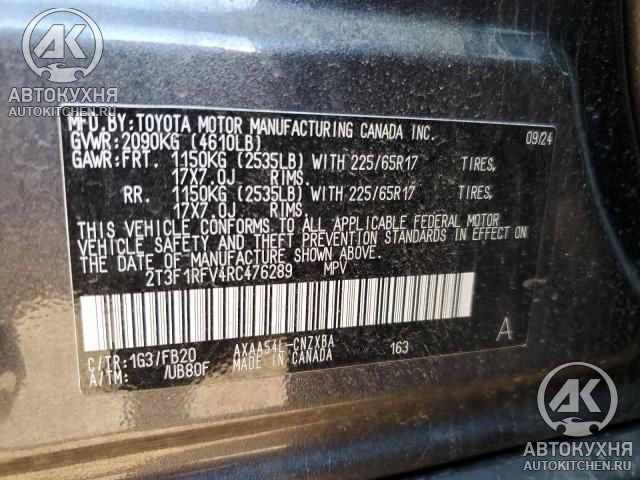 АК
АВТОКУХНЯ
AUTOKITCHEN.RU
MFD.BY:TOYOTA MOTOR MANUFACTURING CANADA INC.
GVWR:2090KG (4610LB) 09/24
GAWR:FRT. 1150KG (2535LB) WITH 225/65R17 TIRES,
17X7.0J RIMS.
RR. 1150KG (2535LB) WITH 225/65R17 TIRES,
17X7.0J RIMS.
THIS VEHICLE CONFORMS TO ALL APPLICABLE FEDERAL MOTOR
VEHICLE SAFETY AND THEFT PREVENTION STANDARDS IN EFFECT ON
THE DATE OF MANUFACTURE SHOWN ABOVE.
2T3F1RFV4RC476289 MPV
C/TR:1G3/FB20 AXAA54L-CNZXBA 163 A
A/TM: /UB80F MADE IN CANADA
АК
АВТОКУХНЯ
AUTOKITCHEN.RU